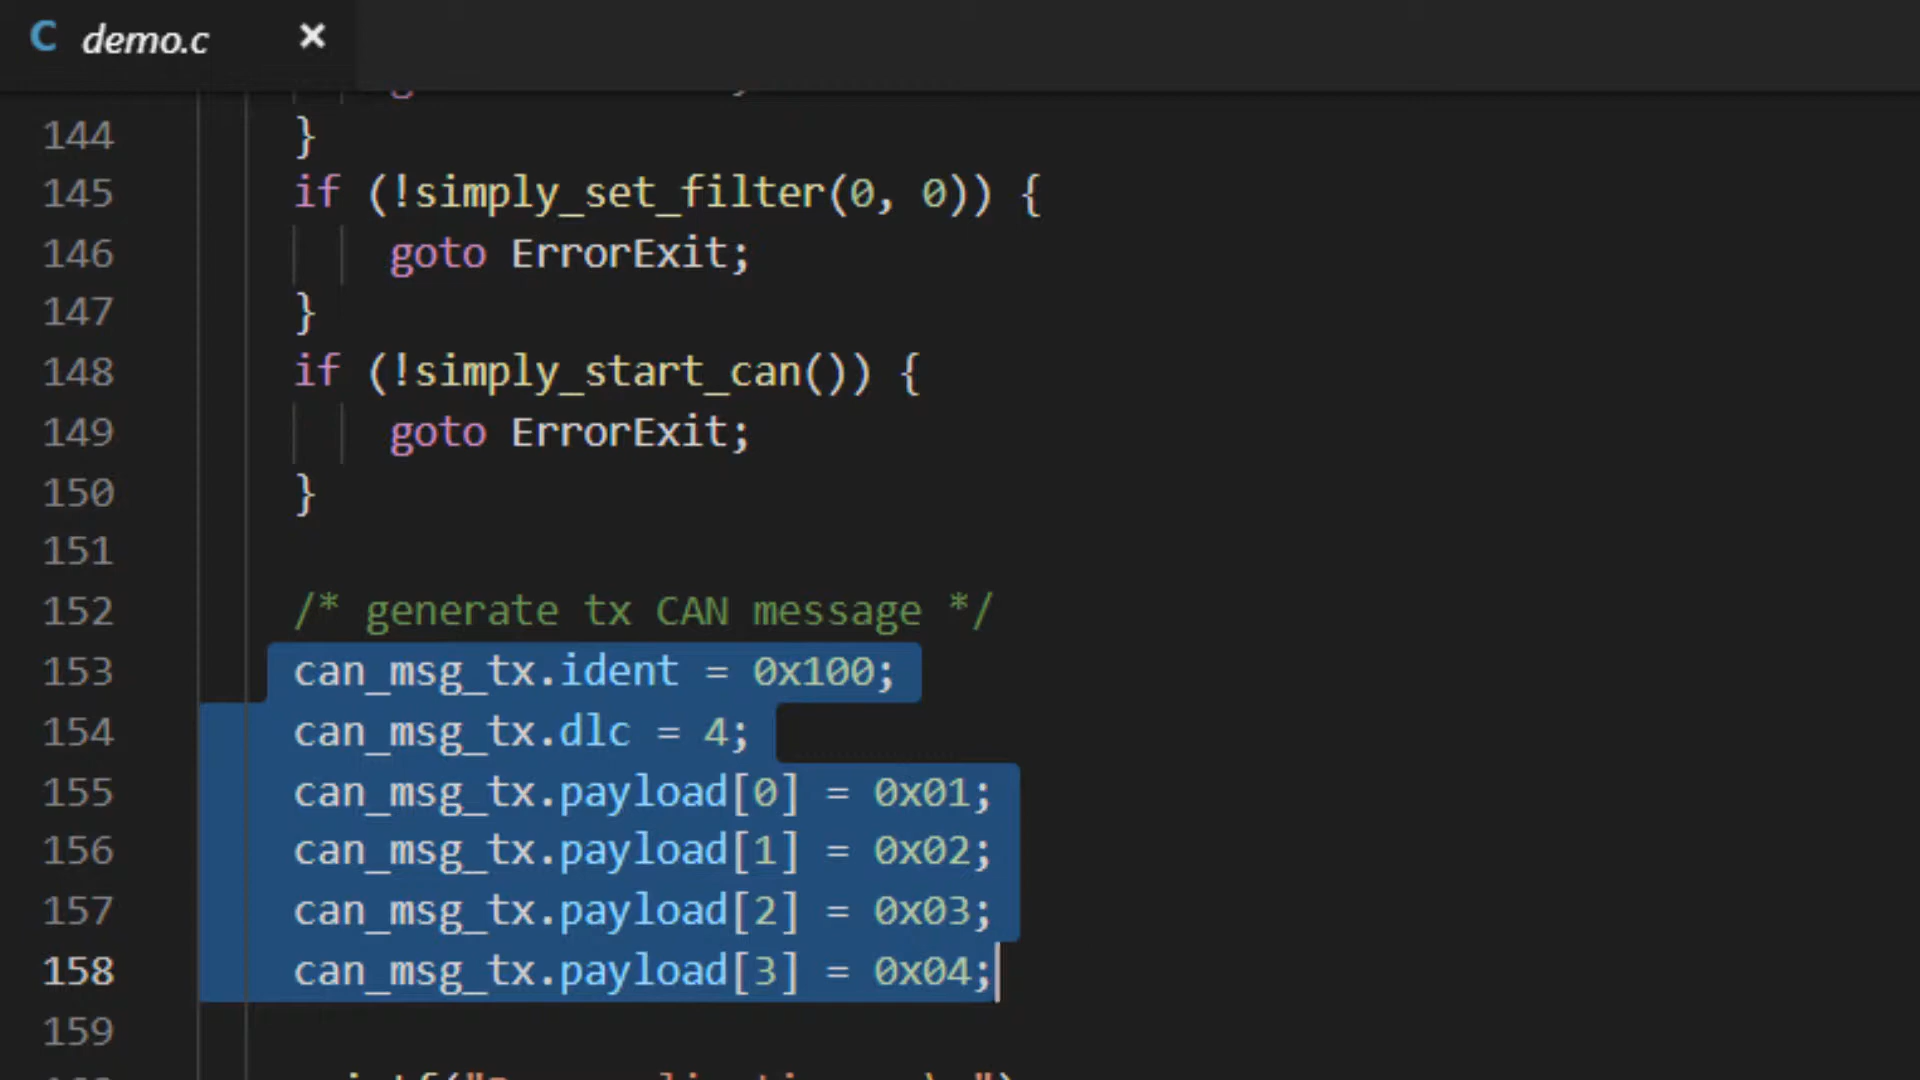 C demo.c ×
144 }
145 if (!simply_set_filter(0, 0)) {
146 goto ErrorExit;
147 }
148 if (!simply_start_can()) {
149 goto ErrorExit;
150 }
151
152 /* generate tx CAN message */
153 can_msg_tx.ident = 0x100;
154 can_msg_tx.dlc = 4;
155 can_msg_tx.payload[0] = 0x01;
156 can_msg_tx.payload[1] = 0x02;
157 can_msg_tx.payload[2] = 0x03;
158 can_msg_tx.payload[3] = 0x04;
159